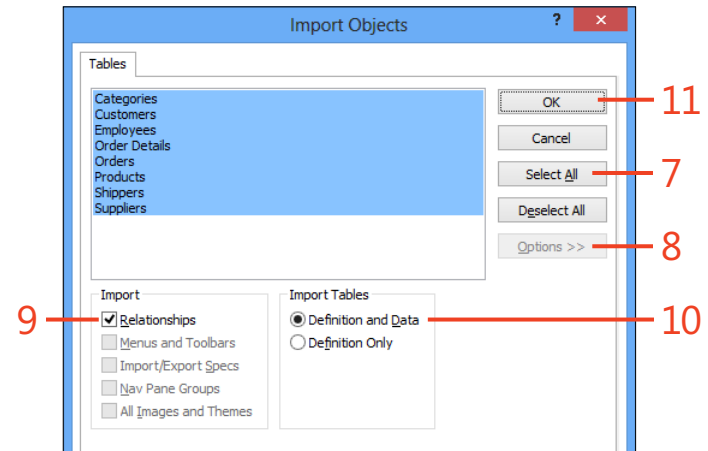 Import Objects
?
×
Tables
Categories
Customers
Employees
Order Details
Orders
Products
Shippers
Suppliers
OK
11
Cancel
Select All
7
Deselect All
Options >>
8
Import
Import Tables
9
Relationships
Definition and Data
10
Menus and Toolbars
Definition Only
Import/Export Specs
Nav Pane Groups
All Images and Themes